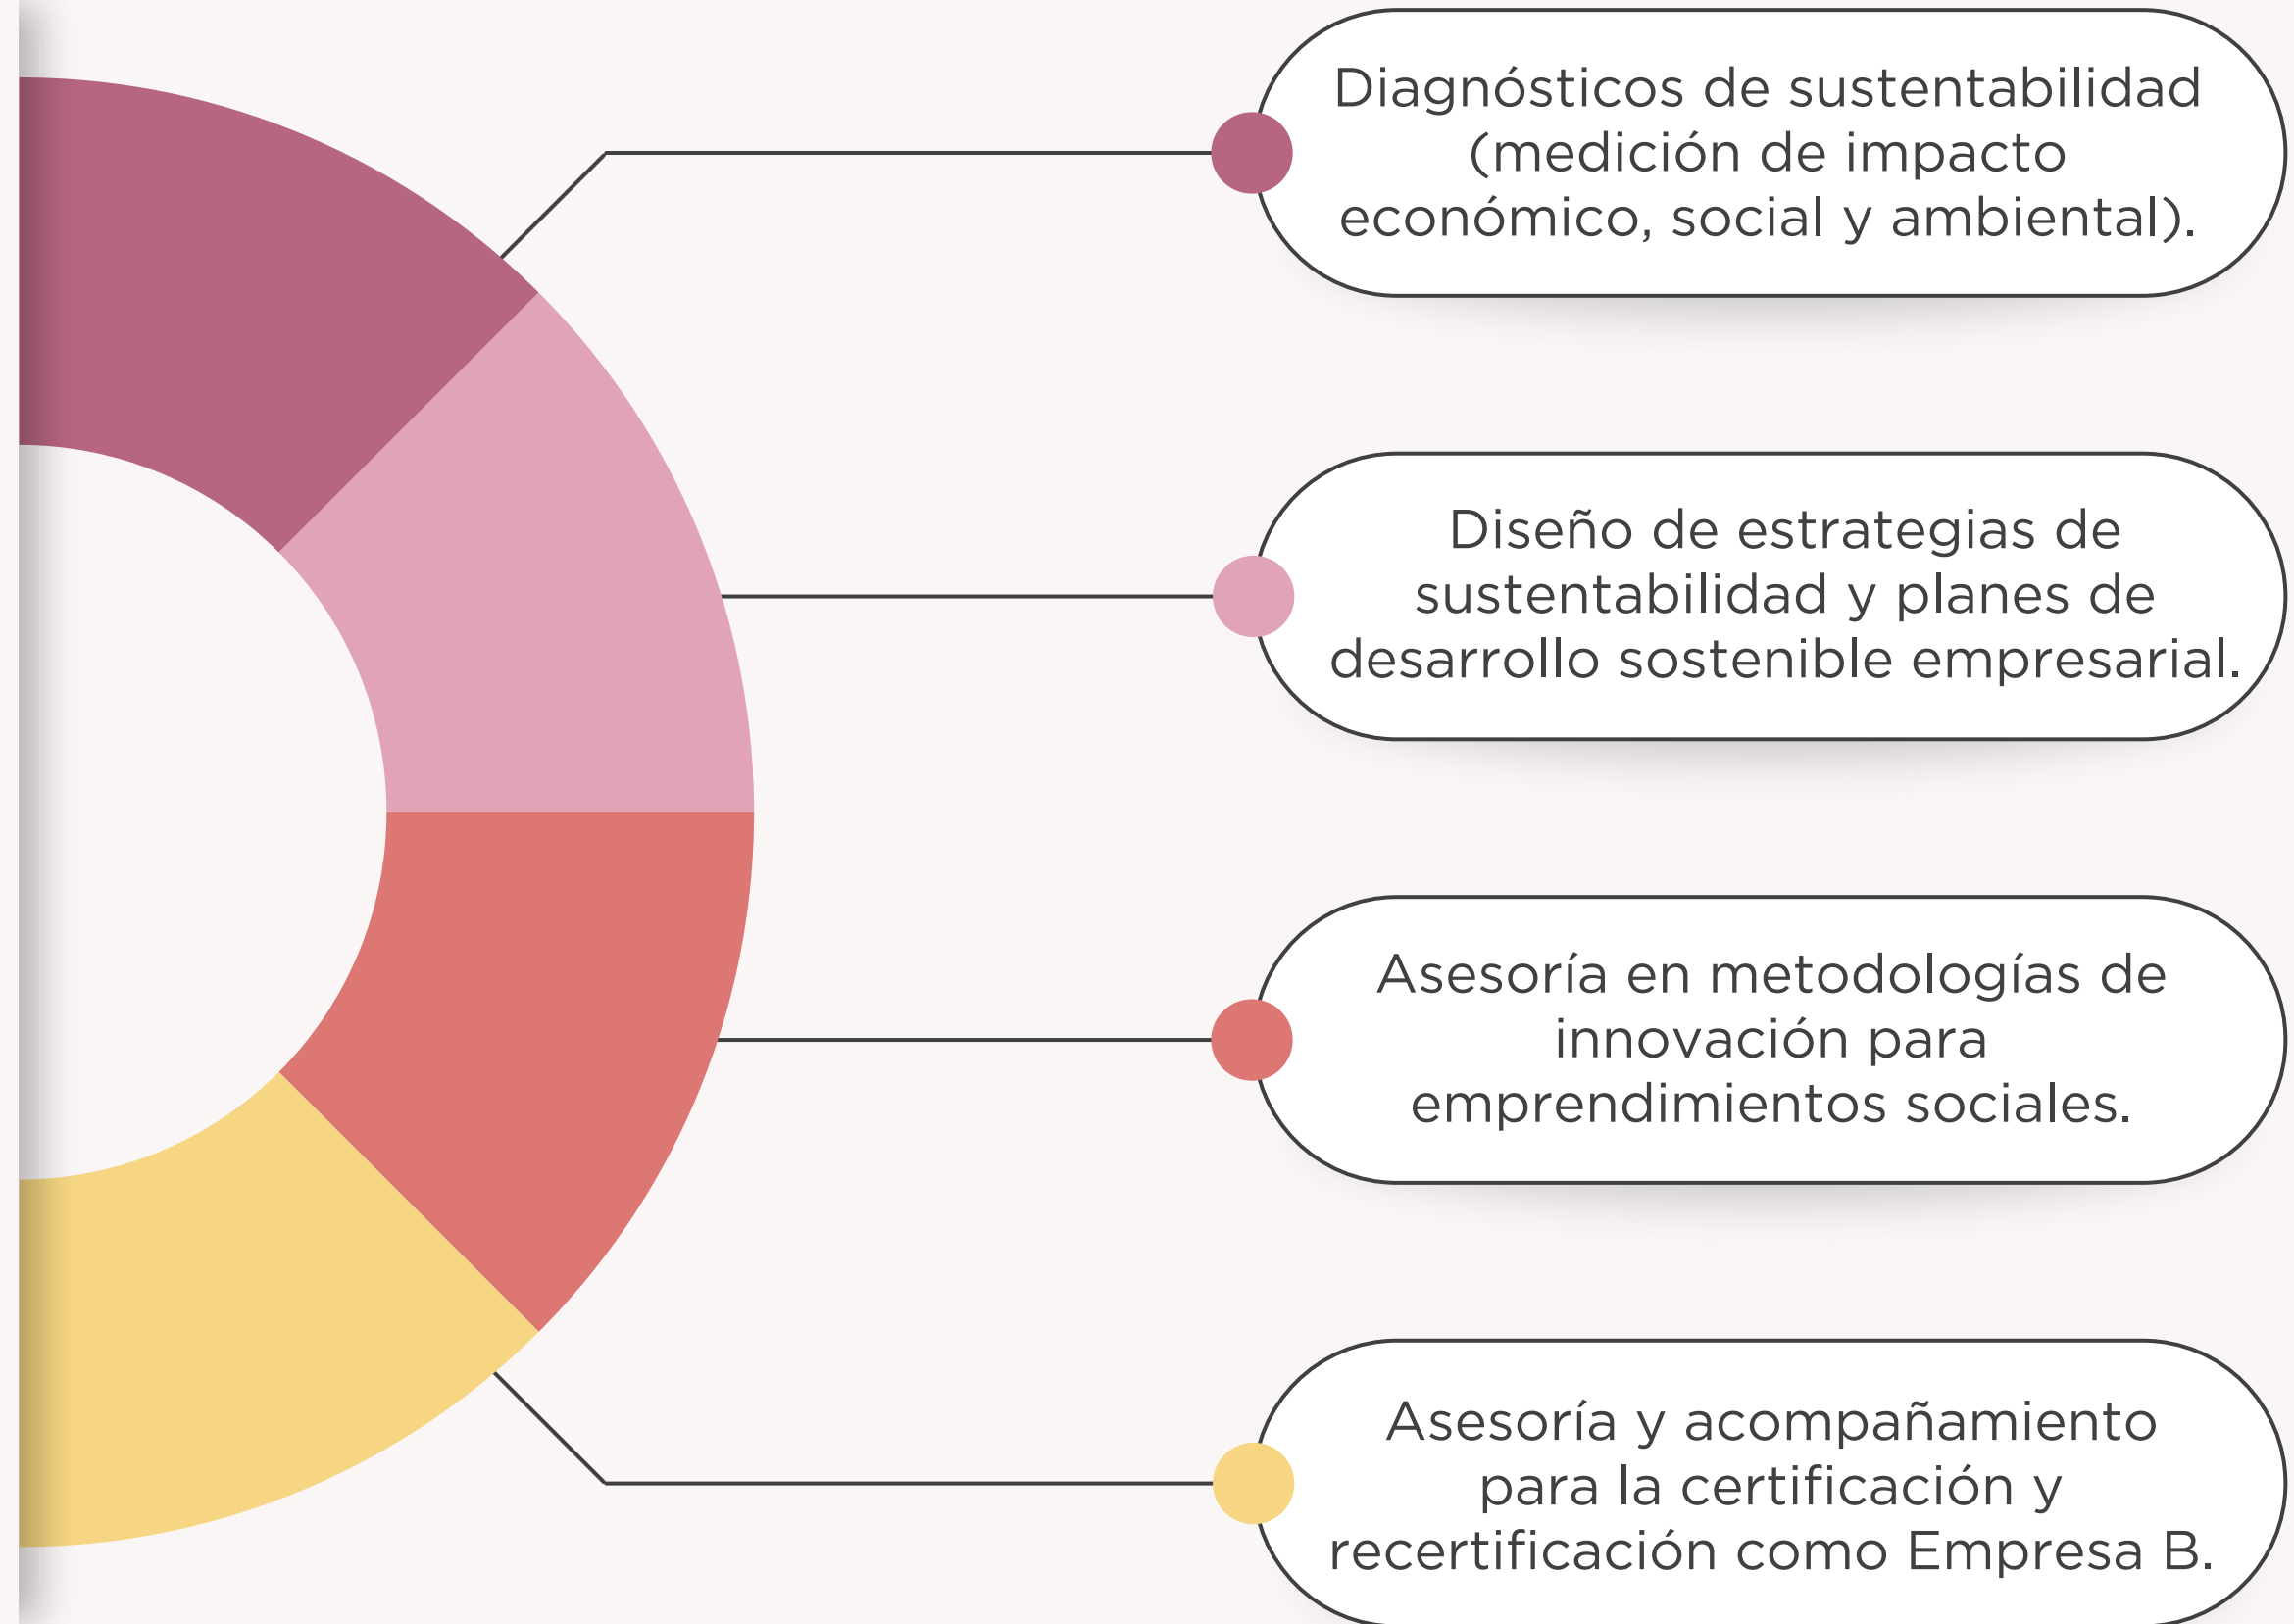 Diagnósticos de sustentabilidad
(medición de impacto
económico, social y ambiental).
Diseño de estrategias de
sustentabilidad y planes de
desarrollo sostenible empresarial.
Asesoría en metodologías de
innovación para
emprendimientos sociales.
Asesoría y acompañamiento
para la certificación y
recertificación como Empresa B.